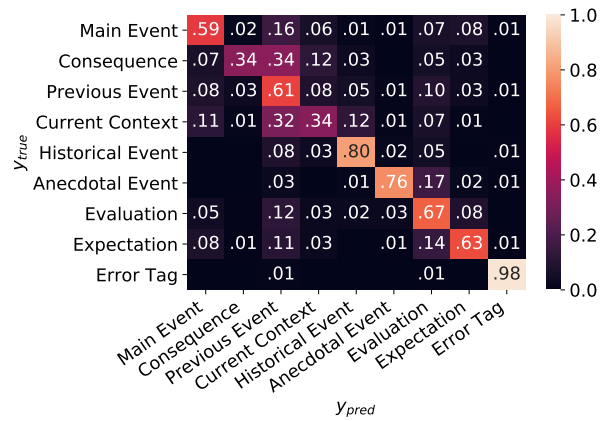 Main Event .59 .02 .16 .06 .01 .01 .07 .08 .01
Consequence .07 .34 .34 .12 .03 .05 .03
Previous Event .08 .03 .61 .08 .05 .01 .10 .03 .01
Current Context .11 .01 .32 .34 .12 .01 .07 .01
Historical Event .08 .03 .80 .02 .05 .01
Anecdotal Event .03 .01 .76 .17 .02 .01
Evaluation .05 .12 .03 .02 .03 .67 .08
Expectation .08 .01 .11 .03 .01 .14 .63 .01
Error Tag .01 .01 .98
y_true
Main Event
Consequence
Previous Event
Current Context
Historical Event
Anecdotal Event
Evaluation
Expectation
Error Tag
y_pred
1.0
0.8
0.6
0.4
0.2
0.0